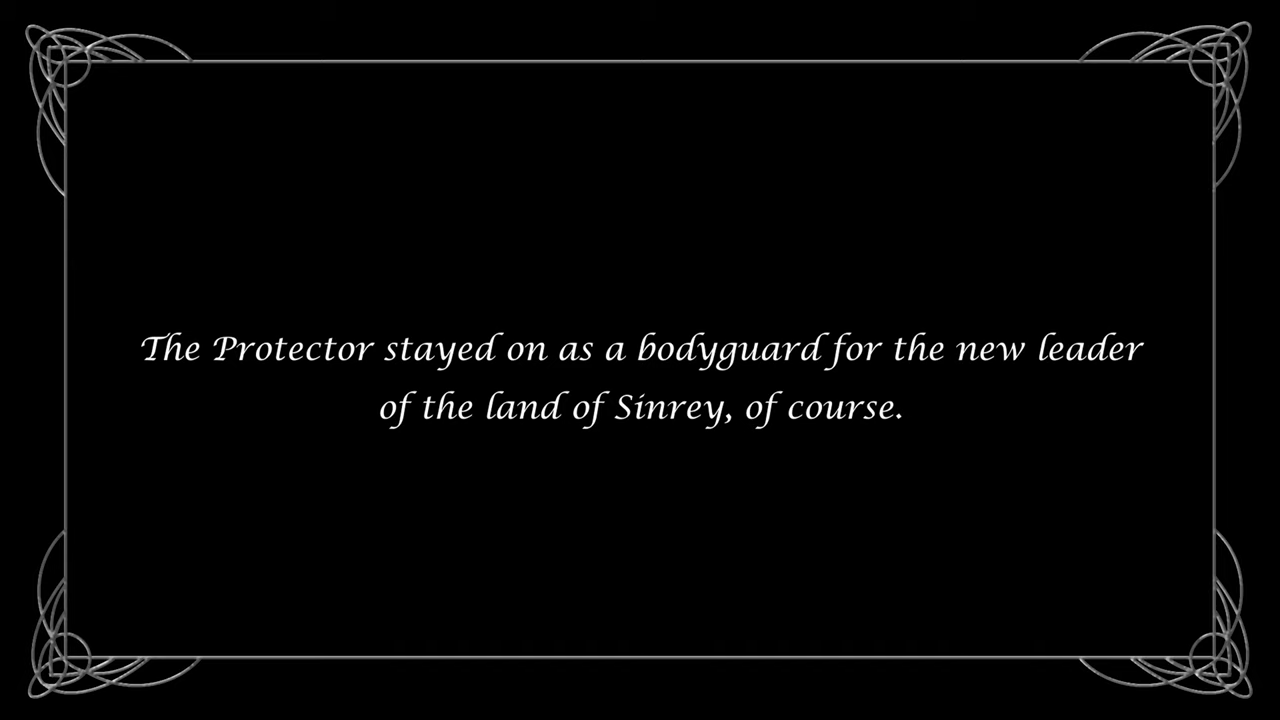 The Protector stayed on as a bodyguard for the new leader
of the land of Sinrey, of course.